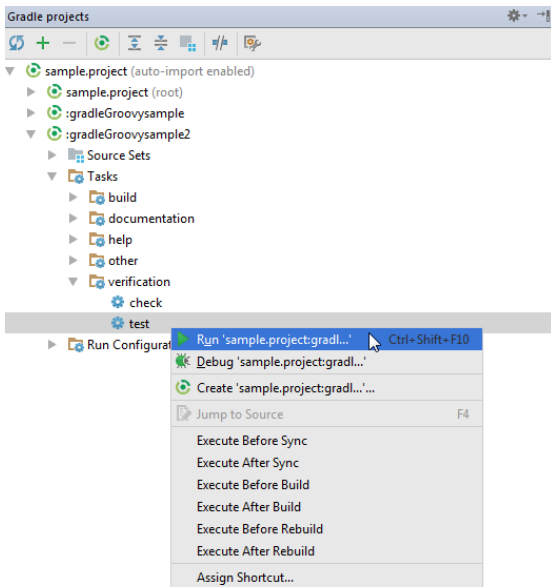 Gradle projects
sample.project (auto-import enabled)
sample.project (root)
:gradleGroovysample
:gradleGroovysample2
Source Sets
Tasks
build
documentation
help
other
verification
check
test
Run 'sample.project:gradl...' Ctrl+Shift+F10
Run Configurat
Debug 'sample.project:gradl...'
Create 'sample.project:gradl...'...
Jump to Source F4
Execute Before Sync
Execute After Sync
Execute Before Build
Execute After Build
Execute Before Rebuild
Execute After Rebuild
Assign Shortcut...